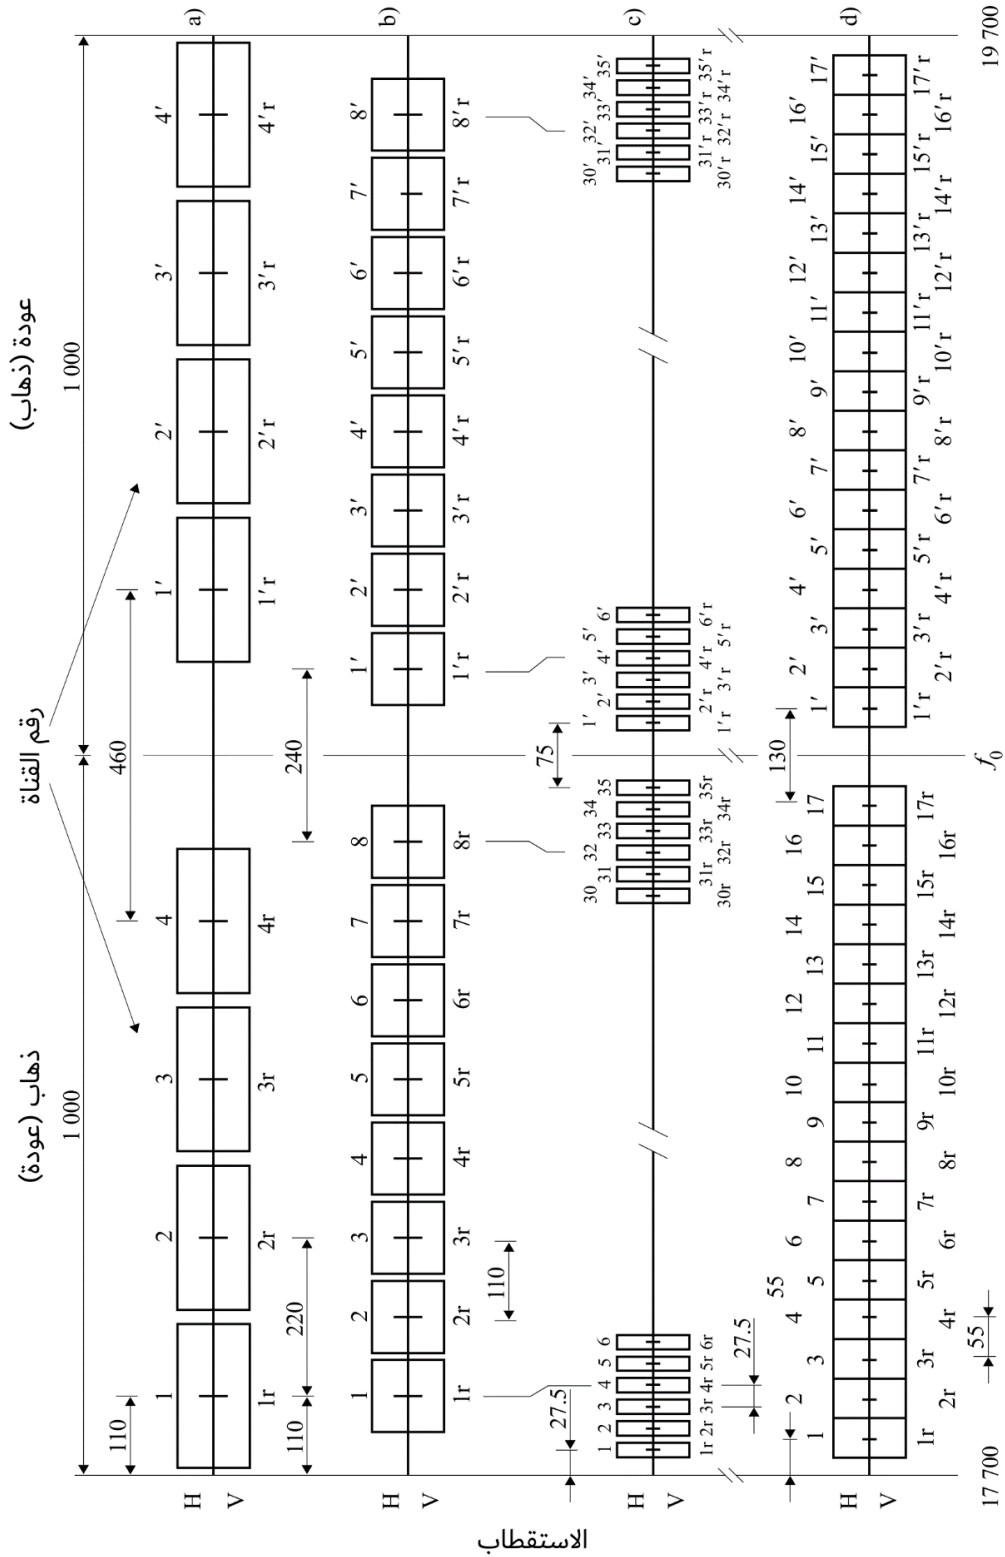 ذهاب (عودة)
عودة (ذهاب)
رقم القناة
1 000
1 000
110
460
H
V
1 2 3 4 1′ 2′ 3′ 4′
a)
1r 2r 3r 4r 1′r 2′r 3′r 4′r
110
220
240
H
V
1 2 3 4 5 6 7 8 1′ 2′ 3′ 4′ 5′ 6′ 7′ 8′
b)
1r 2r 3r 4r 5r 6r 7r 8r 1′r 2′r 3′r 4′r 5′r 6′r 7′r 8′r
110
الاستقطاب
27.5
75
H
V
1 2 3 4 5 6 30 31 32 33 34 35 1′ 2′ 3′ 4′ 5′ 6′ 30′ 31′ 32′ 33′ 34′ 35′
c)
1r 2r 3r 4r 5r 6r 30r 31r 32r 33r 34r 35r 1′r 2′r 3′r 4′r 5′r 6′r 30′r 31′r 32′r 33′r 34′r 35′r
27.5
55
130
H
V
1 2 3 4 5 6 7 8 9 10 11 12 13 14 15 16 17 1′ 2′ 3′ 4′ 5′ 6′ 7′ 8′ 9′ 10′ 11′ 12′ 13′ 14′ 15′ 16′ 17′
d)
1r 2r 3r 4r 5r 6r 7r 8r 9r 10r 11r 12r 13r 14r 15r 16r 17r 1′r 2′r 3′r 4′r 5′r 6′r 7′r 8′r 9′r 10′r 11′r 12′r 13′r 14′r 15′r 16′r 17′r
55
17 700
f0
19 700